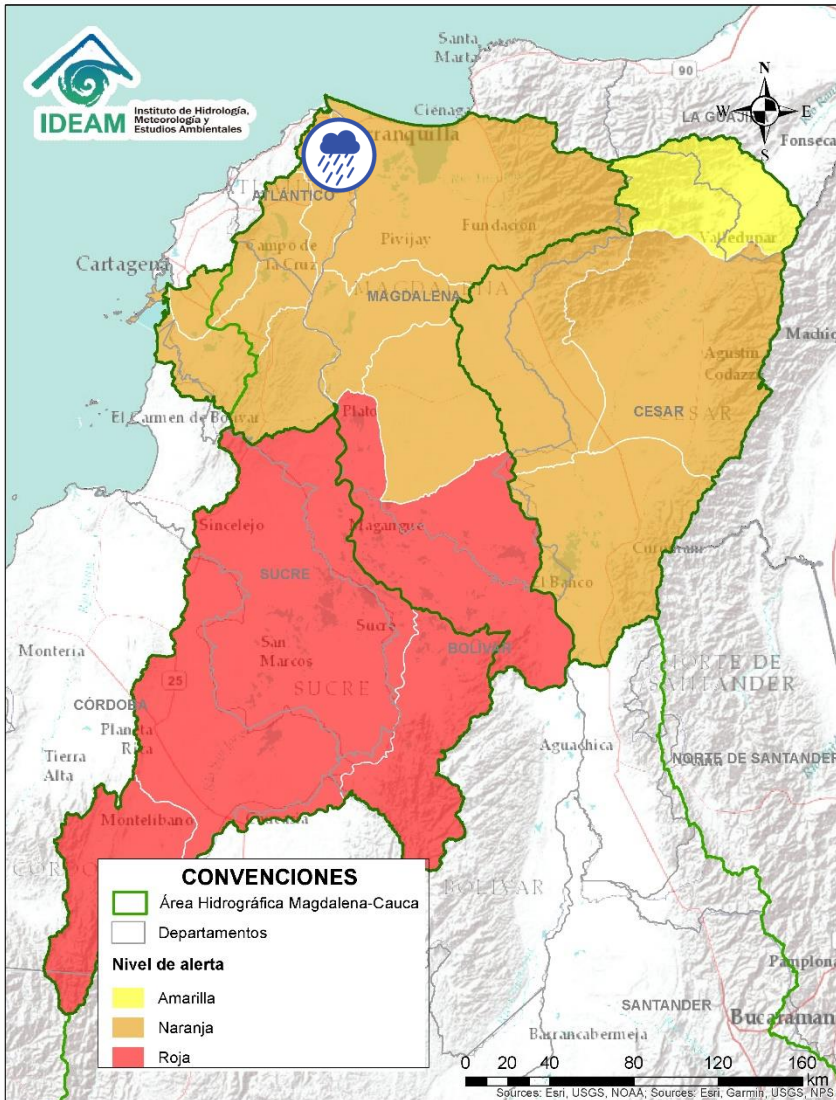 IDEAM
Instituto de Hidrología,
Meteorología y
Estudios Ambientales
Santa
Marta
90
N
W
E
S
Ciénaga
LA GUAJI
Fonseca
rranquilla
ATLÁNTICO
Valledupar
Campo de
la Cruz
Pivijay
Fundación
Cartagena
MAGDALENA
Agustín
Codazzi
CESAR
Plato
El Carmen de Bolívar
Sincelejo
Magangué
SUCRE
El Banco
Sucre
San
Marcos
BOLÍVAR
Montería
SUCRE
25
NORTE DE
SANTANDER
CÓRDOBA
Planeta
Rica
Aguachica
Tierra
Alta
NORTE DE SANTANDER
Montelíbano
BOLÍVAR
CONVENCIONES
Área Hidrográfica Magdalena-Cauca
Departamentos
Nivel de alerta
Amarilla
Naranja
Roja
Pamplona
SANTANDER
Bucaraman
Barrancabermeja
0 20 40 80 120 160
km
Sources: Esri, USGS, NOAA; Sources: Esri, Garmin, USGS, NPS